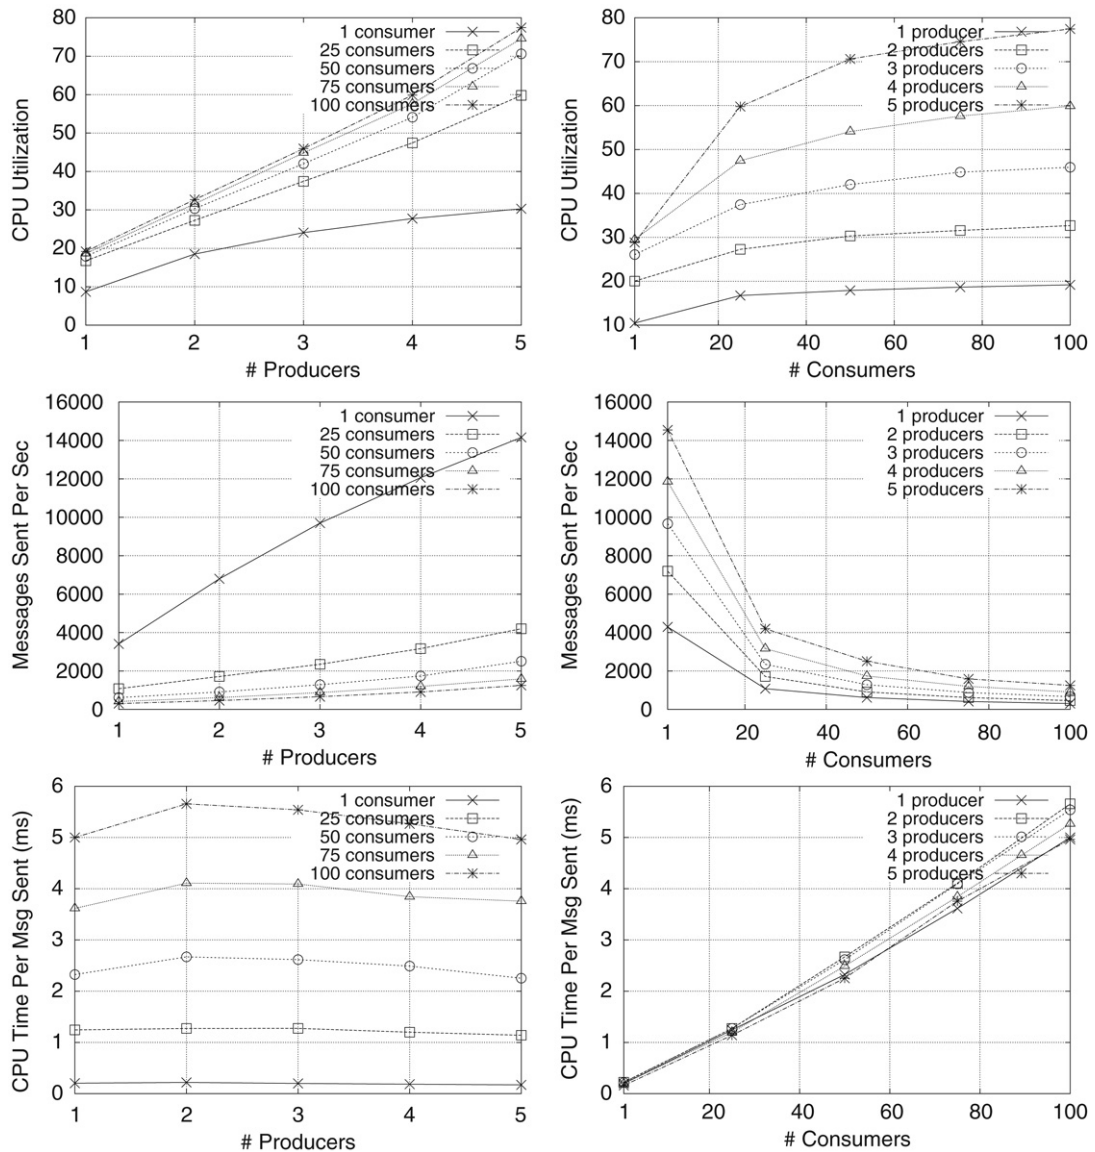 80
70
60
50
40
30
20
10
0
1 2 3 4 5
# Producers
CPU Utilization
1 consumer
25 consumers
50 consumers
75 consumers
100 consumers
80
70
60
50
40
30
20
10
1 20 40 60 80 100
# Consumers
CPU Utilization
1 producer
2 producers
3 producers
4 producers
5 producers
16000
14000
12000
10000
8000
6000
4000
2000
0
1 2 3 4 5
# Producers
Messages Sent Per Sec
1 consumer
25 consumers
50 consumers
75 consumers
100 consumers
16000
14000
12000
10000
8000
6000
4000
2000
0
1 20 40 60 80 100
# Consumers
Messages Sent Per Sec
1 producer
2 producers
3 producers
4 producers
5 producers
6
5
4
3
2
1
0
1 2 3 4 5
# Producers
CPU Time Per Msg Sent (ms)
1 consumer
25 consumers
50 consumers
75 consumers
100 consumers
6
5
4
3
2
1
0
1 20 40 60 80 100
# Consumers
CPU Time Per Msg Sent (ms)
1 producer
2 producers
3 producers
4 producers
5 producers